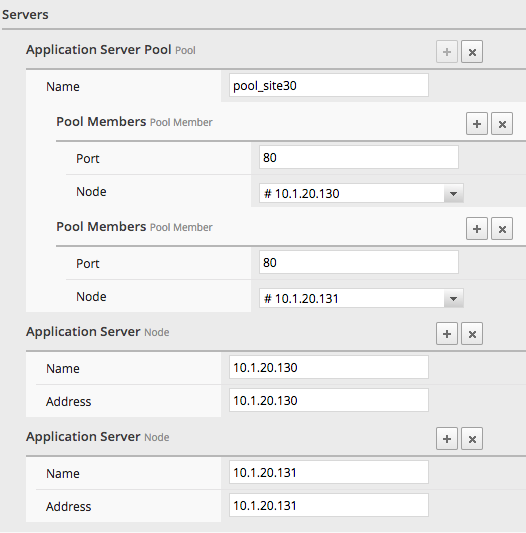 Servers
Application Server Pool Pool
Name pool_site30
Pool Members Pool Member
Port 80
Node # 10.1.20.130
Pool Members Pool Member
Port 80
Node # 10.1.20.131
Application Server Node
Name 10.1.20.130
Address 10.1.20.130
Application Server Node
Name 10.1.20.131
Address 10.1.20.131